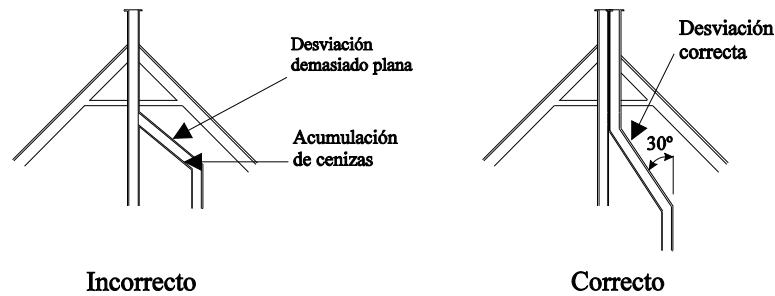 Desviación
demasiado plana
Acumulación
de cenizas
Incorrecto
Desviación
correcta
30º
Correcto